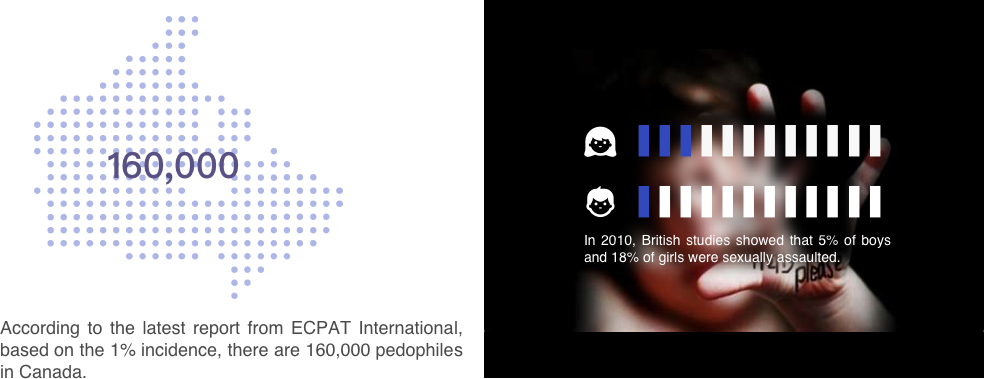 160,000
According to the latest report from ECPAT International,
based on the 1% incidence, there are 160,000 pedophiles
in Canada.
In 2010, British studies showed that 5% of boys
and 18% of girls were sexually assaulted.
please